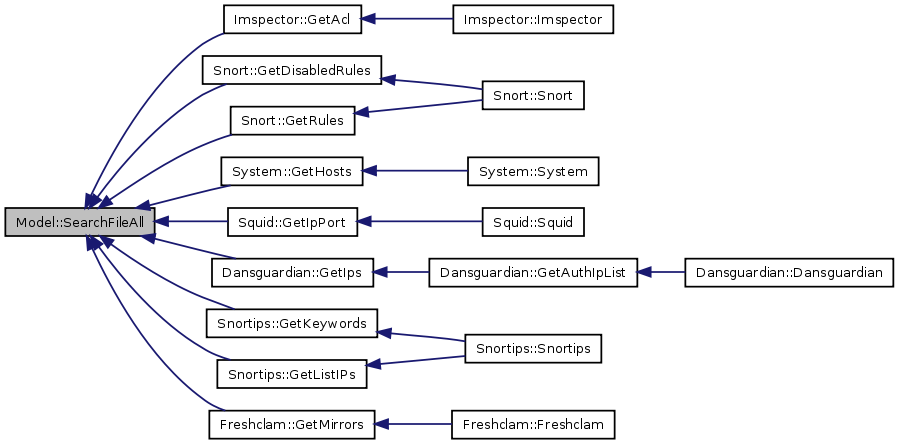 Imspector::GetAcl
Imspector::Imspector
Snort::GetDisabledRules
Snort::Snort
Snort::GetRules
System::GetHosts
System::System
Model::SearchFileAll
Squid::GetIpPort
Squid::Squid
Dansguardian::GetIps
Dansguardian::GetAuthIpList
Dansguardian::Dansguardian
Snortips::GetKeywords
Snortips::Snortips
Snortips::GetListIPs
Freshclam::GetMirrors
Freshclam::Freshclam